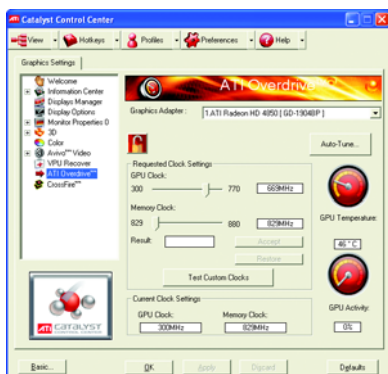 Catalyst Control Center
View Hotkeys Profiles Preferences Help
Graphics Settings
Welcome
Information Center
Displays Manager
Display Options
Monitor Properties 0
3D
Color
Avivo™ Video
VPU Recover
ATI Overdrive™
CrossFire™
ATI Overdrive™
Graphics Adapter :
1.ATI Radeon HD 4850 [ GD-19048P ]
Auto-Tune...
Requested Clock Settings
GPU Clock:
300 770 669MHz
Memory Clock:
829 880 829MHz
Result: Accept
Restore
Test Custom Clocks
GPU Temperature:
46 °C
Current Clock Settings
GPU Clock: Memory Clock:
300MHz 829MHz
GPU Activity:
0%
ATI CATALYST
CONTROL CENTER
Basic... OK Apply Discard Defaults